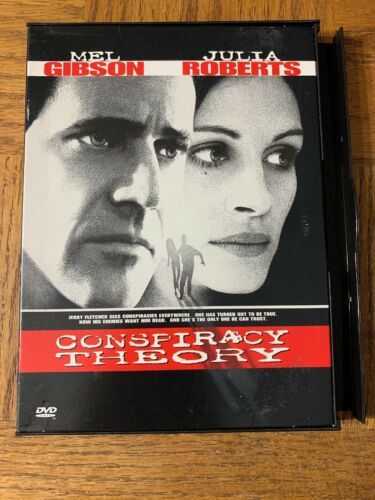 MEL JULIA
GIBSON ROBERTS
JERRY FLETCHER SEES CONSPIRACIES EVERYWHERE. ONE HAS TURNED OUT TO BE TRUE.
NOW HIS ENEMIES WANT HIM DEAD. AND SHE'S THE ONLY ONE HE CAN TRUST.
CONSPIRACY
THEORY
DVD